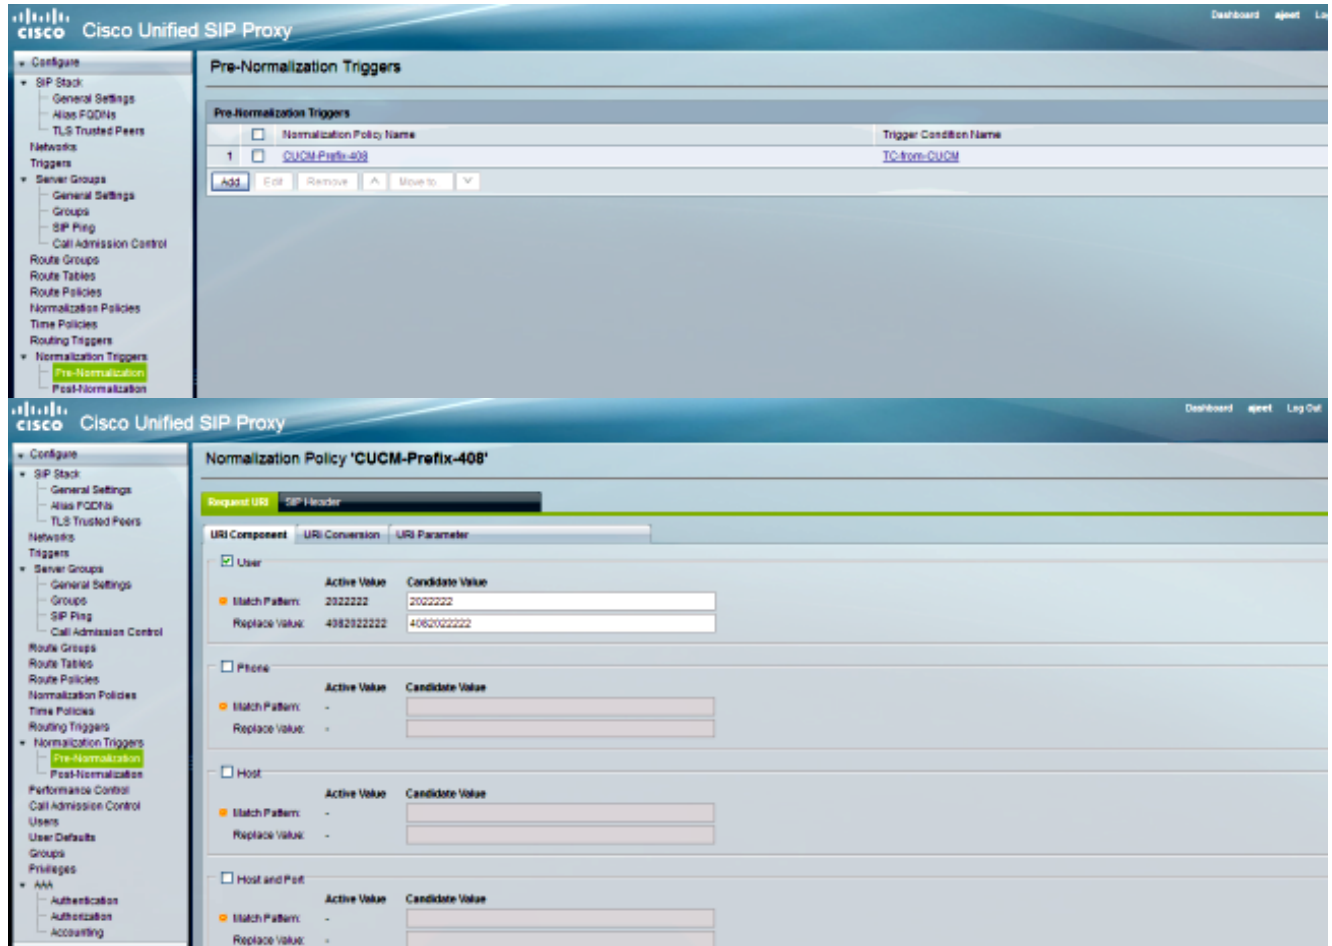 Dashboard ajeet Lo
cisco Cisco Unified SIP Proxy
Configure
Pre-Normalization Triggers
SIP Stack
General Settings
Alias FQDNs
TLS Trusted Peers
Networks
Triggers
Server Groups
General Settings
Groups
SIP Ping
Call Admission Control
Route Groups
Route Tables
Route Policies
Normalization Policies
Time Policies
Routing Triggers
Normalization Triggers
Pre-Normalization
Post-Normalization
Pre-Normalization Triggers
Normalization Policy Name Trigger Condition Name
1 CUCM-Prefix-408 TC-from-CUCM
Add Edit Remove Move to
Dashboard ajeet Log Out
cisco Cisco Unified SIP Proxy
Configure
SIP Stack
General Settings
Alias FQDNs
TLS Trusted Peers
Networks
Triggers
Server Groups
General Settings
Groups
SIP Ping
Call Admission Control
Route Groups
Route Tables
Route Policies
Normalization Policies
Time Policies
Routing Triggers
Normalization Triggers
Pre-Normalization
Post-Normalization
Performance Control
Call Admission Control
Users
User Defaults
Groups
Privileges
AAA
Authentication
Authorization
Accounting
Normalization Policy 'CUCM-Prefix-408'
Request URI SIP Header
URI Component URI Conversion URI Parameter
User
Active Value Candidate Value
Match Pattern: 2022222 2022222
Replace Value: 4082022222 4082022222
Phone
Active Value Candidate Value
Match Pattern: -
Replace Value: -
Host
Active Value Candidate Value
Match Pattern: -
Replace Value: -
Host and Port
Active Value Candidate Value
Match Pattern: -
Replace Value: -